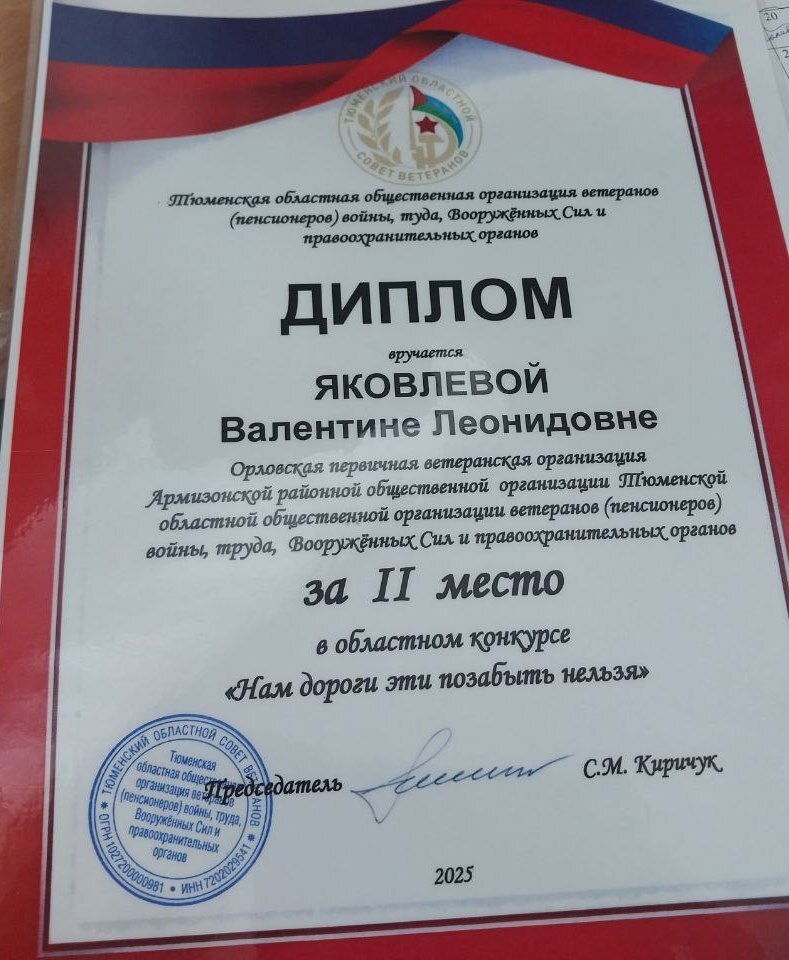 ТЮМЕНСКИЙ ОБЛАСТНОЙ
СОВЕТ ВЕТЕРАНОВ
Тюменская областная общественная организация ветеранов
(пенсионеров) войны, туда, Вооружённых Сил и
правоохранительных органов
ДИПЛОМ
вручается
ЯКОВЛЕВОЙ
Валентине Леонидовне
Орловская первичная ветеранская организация
Армизонской районной общественной организации Тюменской
областной общественной организации ветеранов (пенсионеров)
войны, труда, Вооружённых Сил и правоохранительных органов
за II место
в областном конкурсе
«Нам дороги эти позабыть нельзя»
Председатель
С.М. Киричук
ТЮМЕНСКИЙ ОБЛАСТНОЙ СОВЕТ ВЕТЕРАНОВ
ОГРН 1027200000981 • ИНН 7202029541
Тюменская
областная общественная
организация ветеранов
(пенсионеров) войны, труда,
Вооружённых Сил и
правоохранительных
органов
2025
20